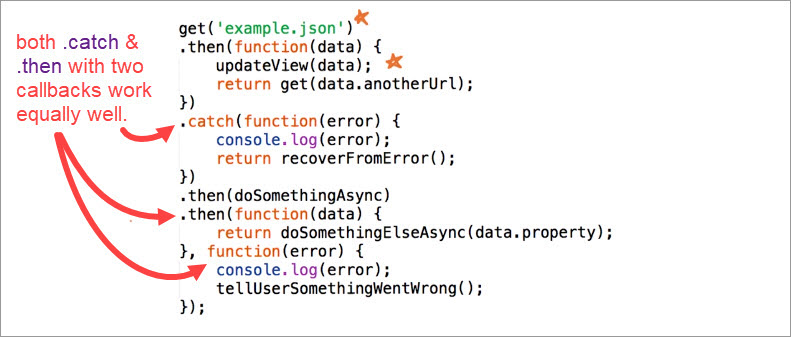 both .catch &
.then with two
callbacks work
equally well.
get('example.json')
.then(function(data) {
    updateView(data);
    return get(data.anotherUrl);
})
.catch(function(error) {
    console.log(error);
    return recoverFromError();
})
.then(doSomethingAsync)
.then(function(data) {
    return doSomethingElseAsync(data.property);
}, function(error) {
    console.log(error);
    tellUserSomethingWentWrong();
});